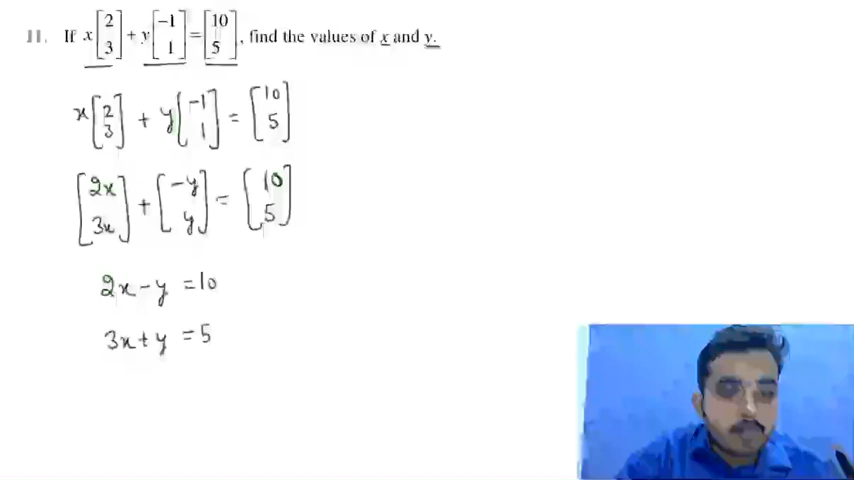 11. If x [2 3] + y [−1 1] = [10 5], find the values of x and y.
x [2 3] + y [−1 1] = [10 5]
[2x 3x] + [−y y] = [10 5]
2x − y = 10
3x + y = 5